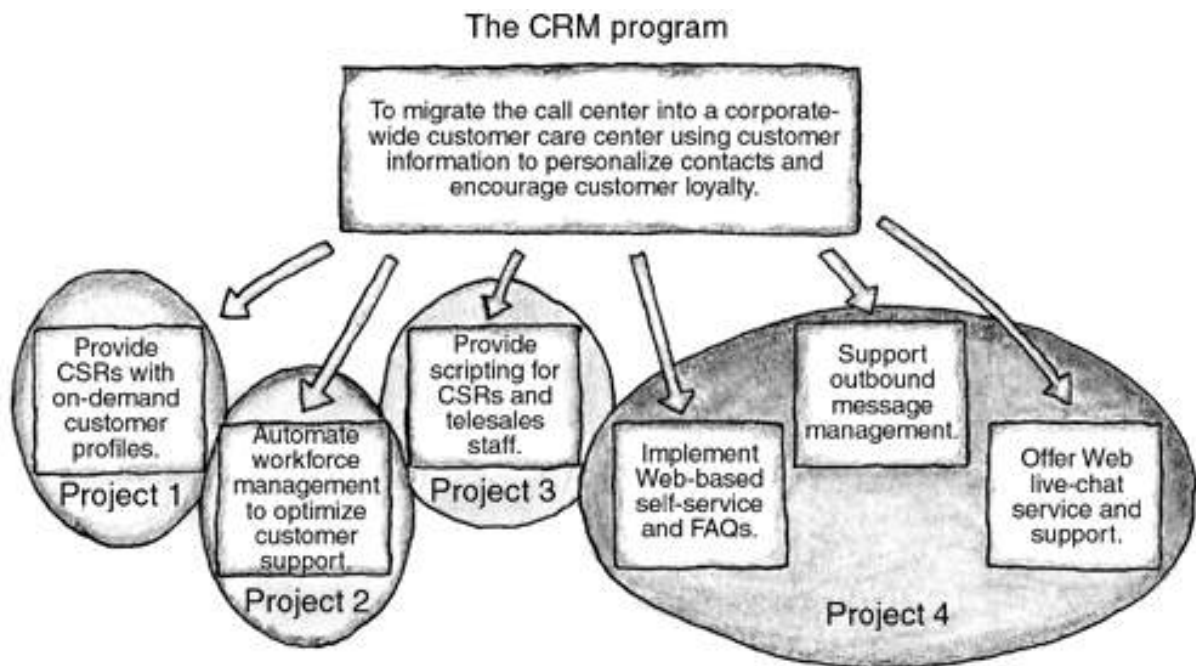 The CRM program
To migrate the call center into a corporate-
wide customer care center using customer
information to personalize contacts and
encourage customer loyalty.
Provide
CSRs with
on-demand
customer
profiles.
Project 1
Automate
workforce
management
to optimize
customer
support.
Project 2
Provide
scripting for
CSRs and
telesales
staff.
Project 3
Implement
Web-based
self-service
and FAQs.
Support
outbound
message
management.
Offer Web
live-chat
service and
support.
Project 4